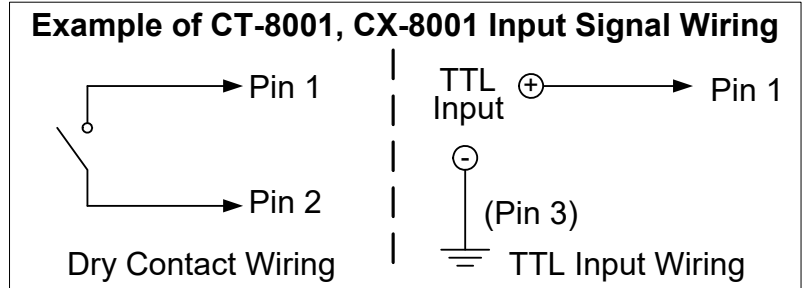 Example of CT-8001, CX-8001 Input Signal Wiring
Pin 1
Pin 2
Dry Contact Wiring
TTL
Input
+
Pin 1
-
(Pin 3)
TTL Input Wiring